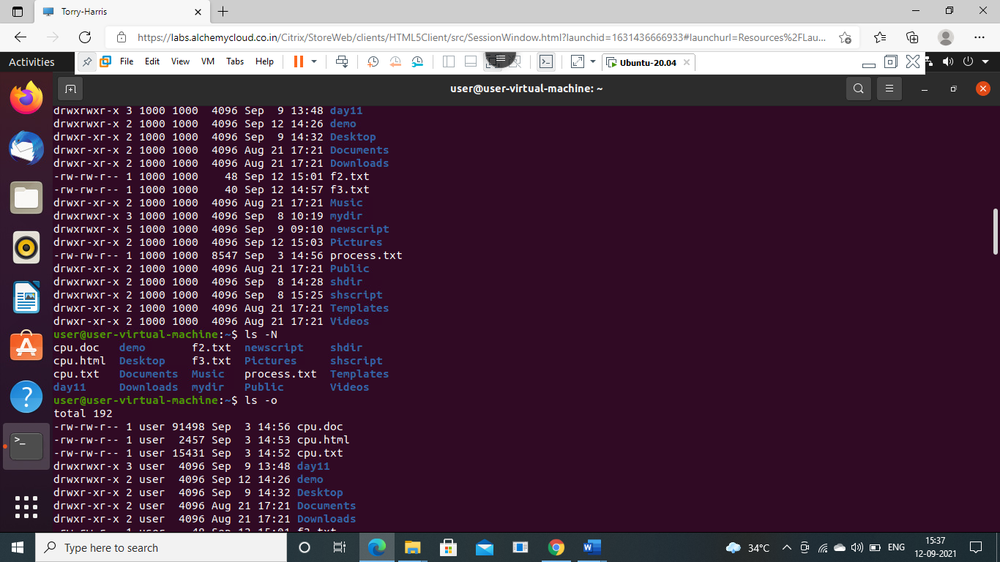 Torry-Harris
https://labs.alchemycloud.co.in/Citrix/StoreWeb/clients/HTML5Client/src/SessionWindow.html?launchid=1631436666933#launchurl=Resources%2FLau...
Activities
File Edit View VM Tabs Help
Ubuntu-20.04
user@user-virtual-machine: ~
drwxrwxr-x 3 1000 1000  4096 Sep  9 13:48 day11
drwxrwxr-x 2 1000 1000  4096 Sep 12 14:26 demo
drwxr-xr-x 2 1000 1000  4096 Sep  9 14:32 Desktop
drwxr-xr-x 2 1000 1000  4096 Aug 21 17:21 Documents
drwxr-xr-x 2 1000 1000  4096 Aug 21 17:21 Downloads
-rw-rw-r-- 1 1000 1000    48 Sep 12 15:01 f2.txt
-rw-rw-r-- 1 1000 1000    40 Sep 12 14:57 f3.txt
drwxr-xr-x 2 1000 1000  4096 Aug 21 17:21 Music
drwxrwxr-x 3 1000 1000  4096 Sep  8 10:19 mydir
drwxrwxr-x 5 1000 1000  4096 Sep  9 09:10 newscript
drwxr-xr-x 2 1000 1000  4096 Sep 12 15:03 Pictures
-rw-rw-r-- 1 1000 1000  8547 Sep  3 14:56 process.txt
drwxr-xr-x 2 1000 1000  4096 Aug 21 17:21 Public
drwxrwxr-x 2 1000 1000  4096 Sep  8 14:28 shdir
drwxrwxr-x 2 1000 1000  4096 Sep  8 15:25 shscript
drwxr-xr-x 2 1000 1000  4096 Aug 21 17:21 Templates
drwxr-xr-x 2 1000 1000  4096 Aug 21 17:21 Videos
user@user-virtual-machine:~$ ls -N
cpu.doc   demo       f2.txt  newscript    shdir
cpu.html  Desktop    f3.txt  Pictures     shscript
cpu.txt   Documents  Music   process.txt  Templates
day11     Downloads  mydir   Public       Videos
user@user-virtual-machine:~$ ls -o
total 192
-rw-rw-r-- 1 user 91498 Sep  3 14:56 cpu.doc
-rw-rw-r-- 1 user  2457 Sep  3 14:53 cpu.html
-rw-rw-r-- 1 user 15431 Sep  3 14:52 cpu.txt
drwxrwxr-x 3 user  4096 Sep  9 13:48 day11
drwxrwxr-x 2 user  4096 Sep 12 14:26 demo
drwxr-xr-x 2 user  4096 Sep  9 14:32 Desktop
drwxr-xr-x 2 user  4096 Aug 21 17:21 Documents
drwxr-xr-x 2 user  4096 Aug 21 17:21 Downloads
-rw-rw-r-- 1 user    48 Sep 12 15:01 f2.txt
Type here to search
34°C
ENG
15:37
12-09-2021